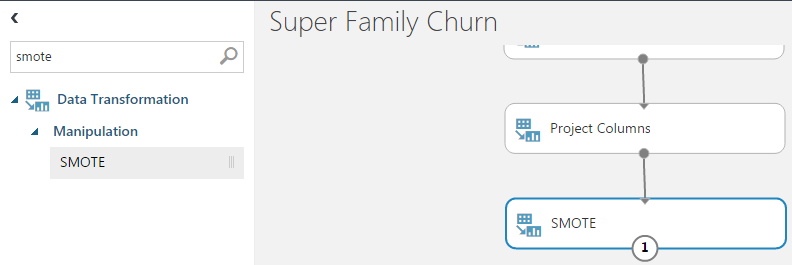 Super Family Churn
smote
Data Transformation
Manipulation
SMOTE
Project Columns
SMOTE
1